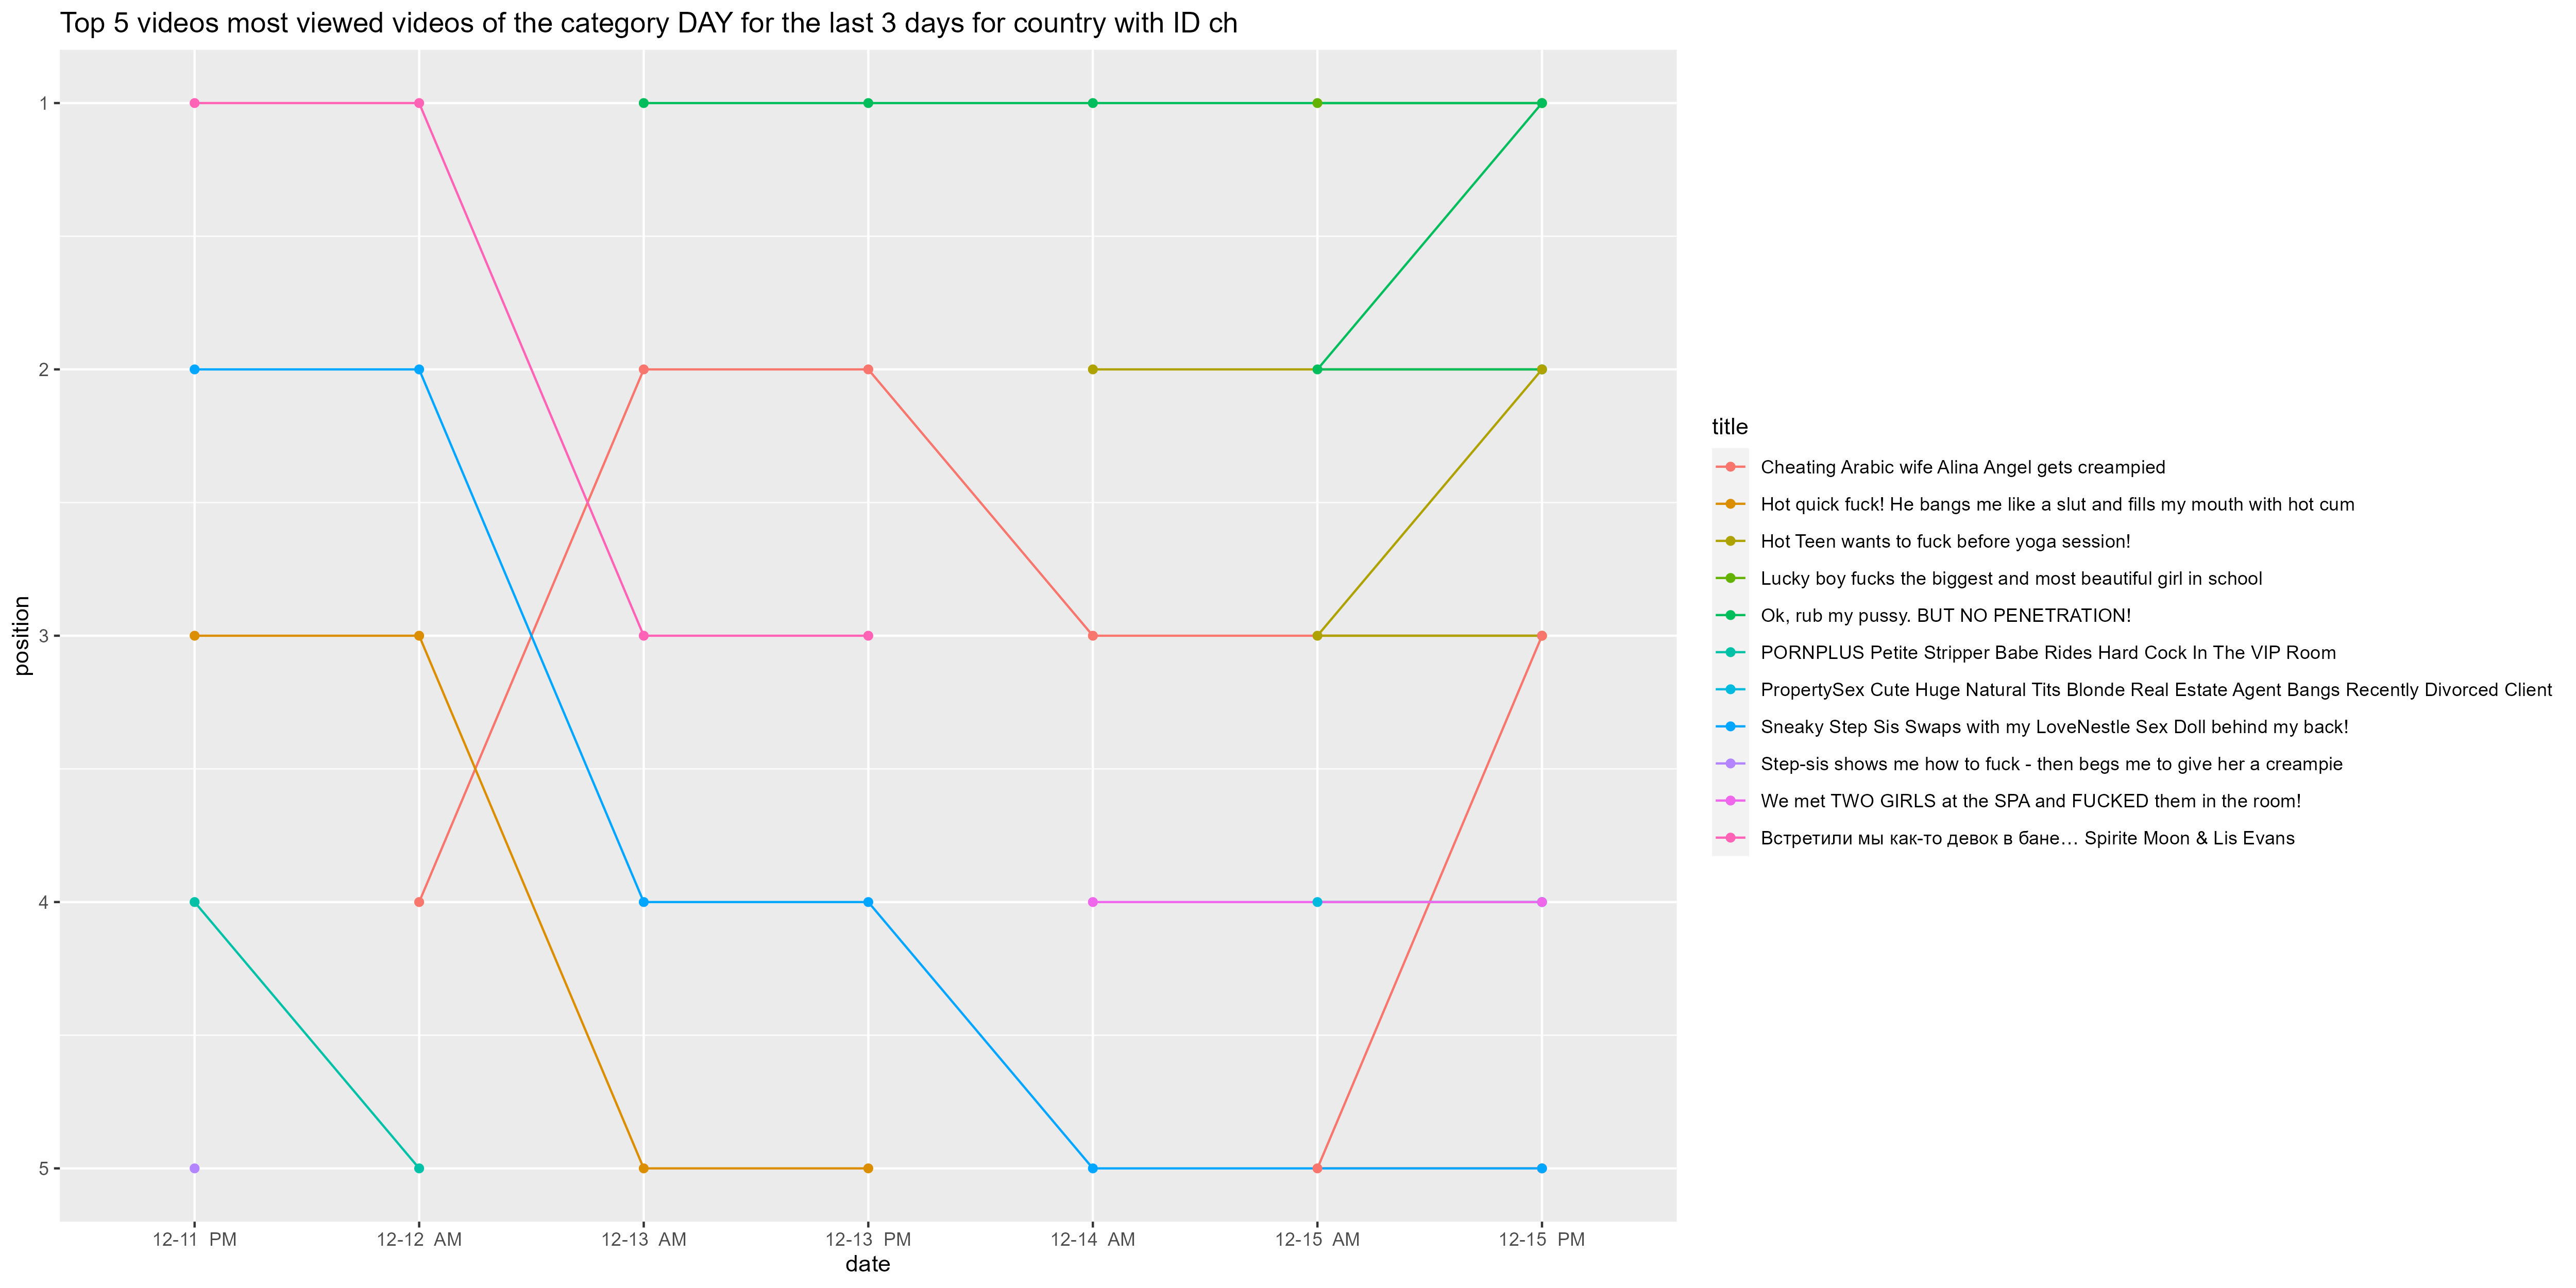 Top 5 videos most viewed videos of the category DAY for the last 3 days for country with ID ch
position
1
2
3
4
5
12-11 PM
12-12 AM
12-13 AM
12-13 PM
12-14 AM
12-15 AM
12-15 PM
date
title
Cheating Arabic wife Alina Angel gets creampied
Hot quick fuck! He bangs me like a slut and fills my mouth with hot cum
Hot Teen wants to fuck before yoga session!
Lucky boy fucks the biggest and most beautiful girl in school
Ok, rub my pussy. BUT NO PENETRATION!
PORNPLUS Petite Stripper Babe Rides Hard Cock In The VIP Room
PropertySex Cute Huge Natural Tits Blonde Real Estate Agent Bangs Recently Divorced Client
Sneaky Step Sis Swaps with my LoveNestle Sex Doll behind my back!
Step-sis shows me how to fuck - then begs me to give her a creampie
We met TWO GIRLS at the SPA and FUCKED them in the room!
Встретили мы как-то девок в бане… Spirite Moon & Lis Evans